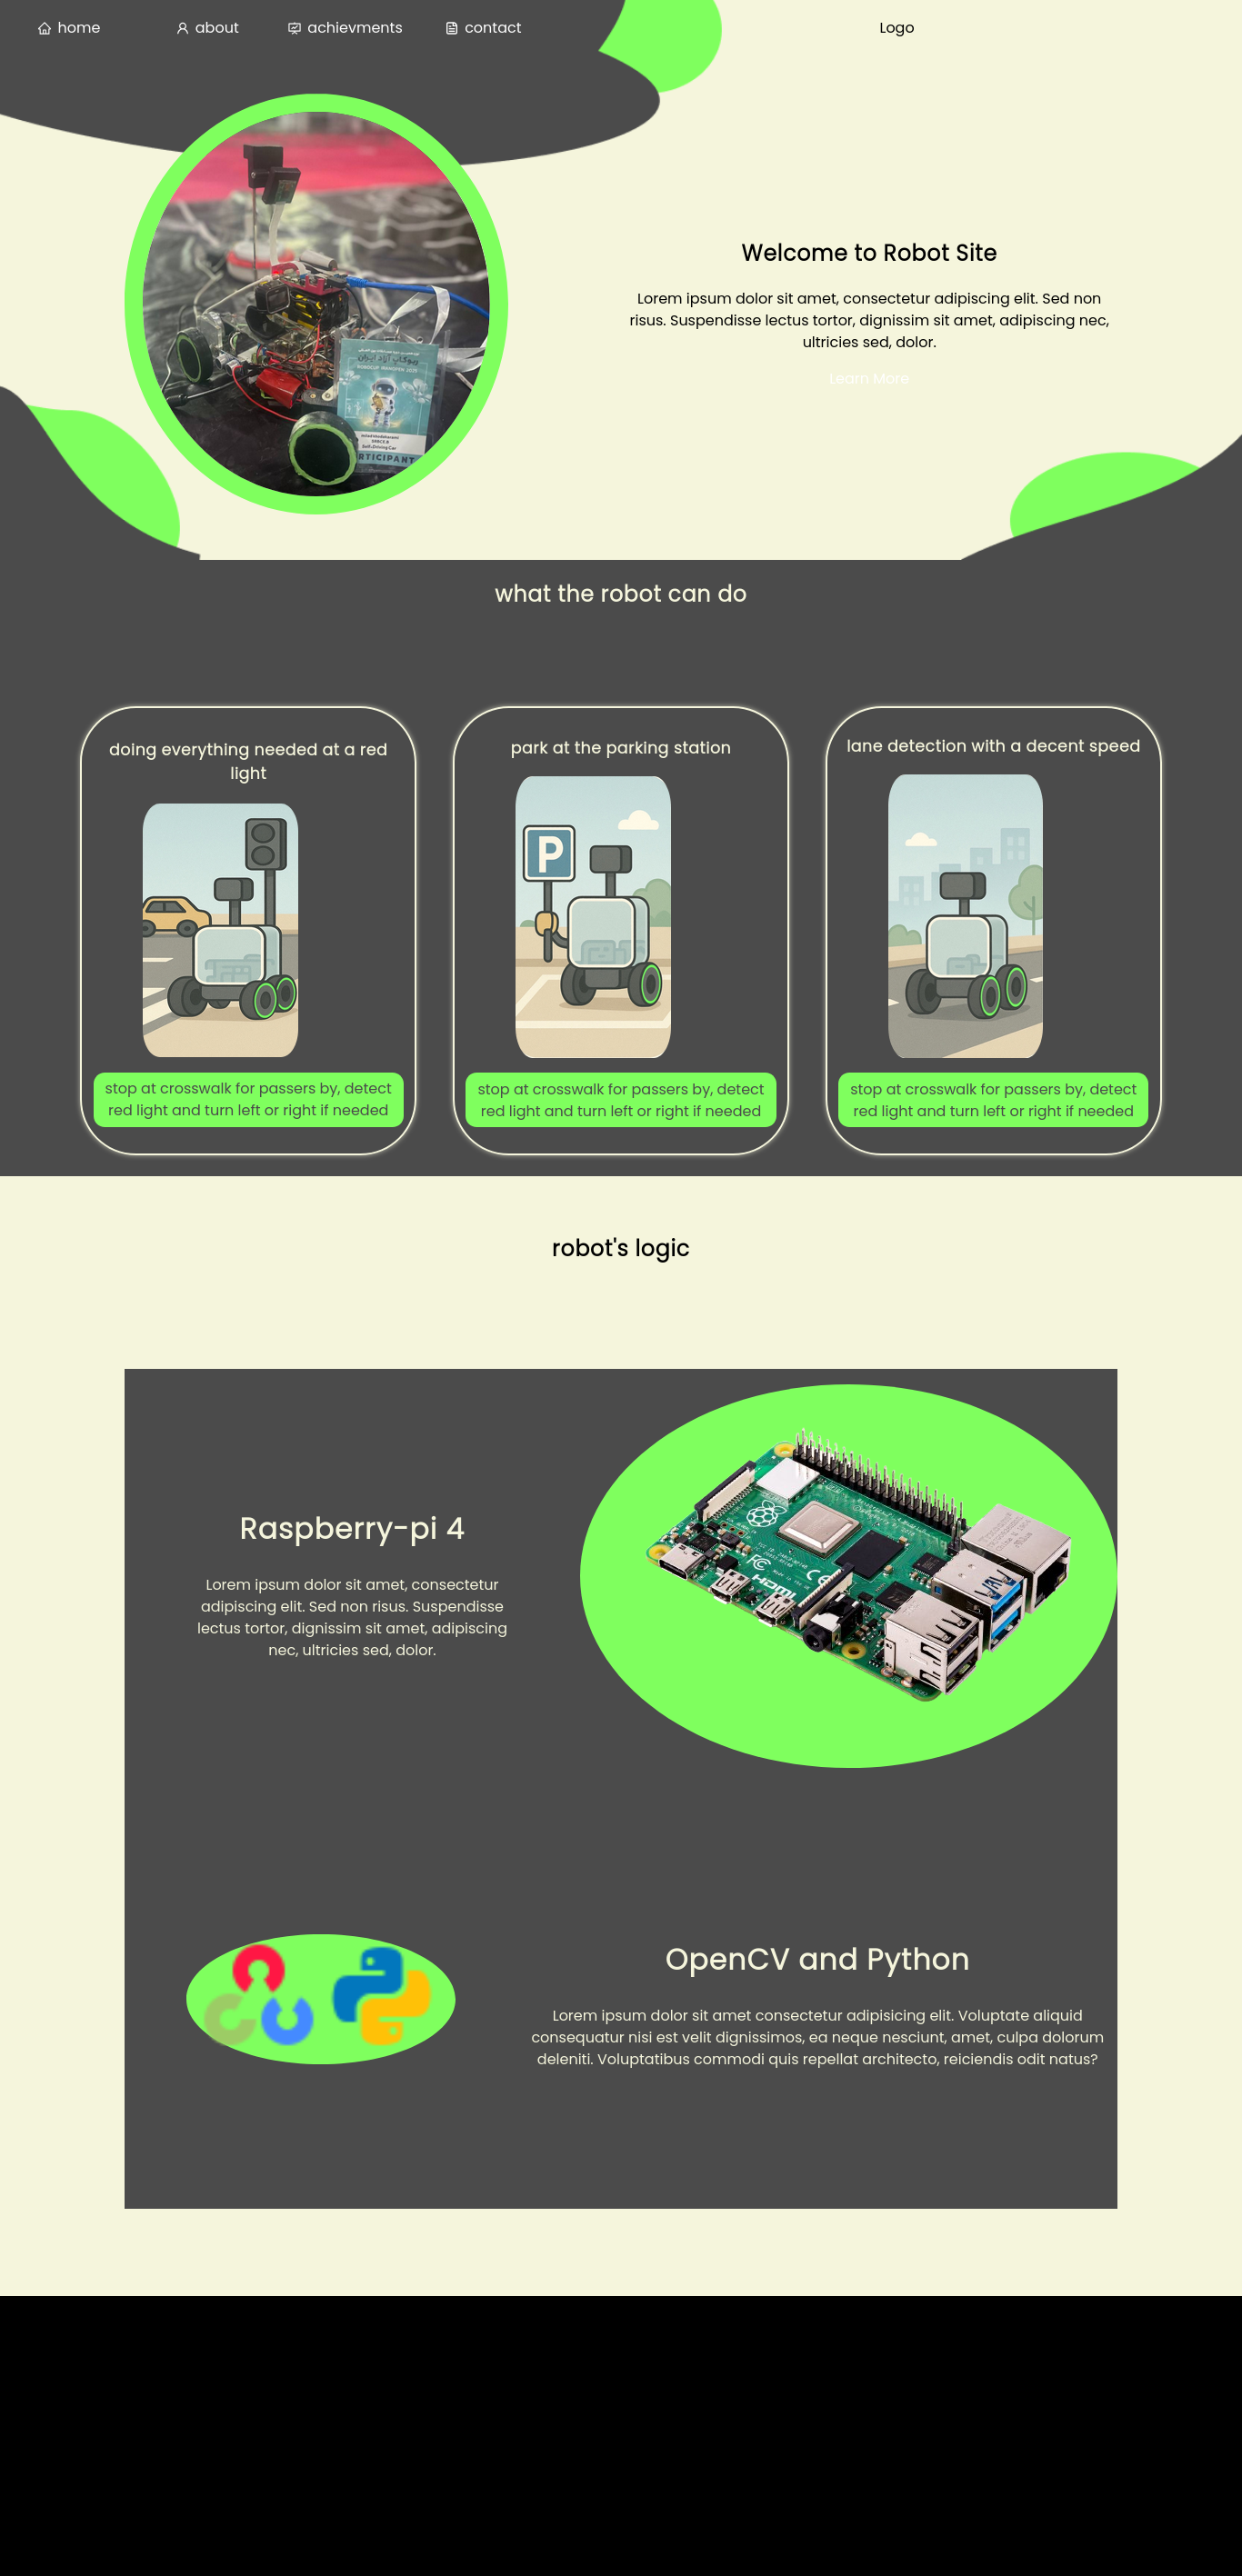 home
about
achievments
contact
Logo
Welcome to Robot Site
Lorem ipsum dolor sit amet, consectetur adipiscing elit. Sed non
risus. Suspendisse lectus tortor, dignissim sit amet, adipiscing nec,
ultricies sed, dolor.
Learn More
PARTICIPANT
what the robot can do
doing everything needed at a red
light
park at the parking station
lane detection with a decent speed
P
stop at crosswalk for passers by, detect
red light and turn left or right if needed
stop at crosswalk for passers by, detect
red light and turn left or right if needed
stop at crosswalk for passers by, detect
red light and turn left or right if needed
robot's logic
Raspberry-pi 4
Lorem ipsum dolor sit amet, consectetur
adipiscing elit. Sed non risus. Suspendisse
lectus tortor, dignissim sit amet, adipiscing
nec, ultricies sed, dolor.
FC CE
HDMI
OpenCV and Python
Lorem ipsum dolor sit amet consectetur adipisicing elit. Voluptate aliquid
consequatur nisi est velit dignissimos, ea neque nesciunt, amet, culpa dolorum
deleniti. Voluptatibus commodi quis repellat architecto, reiciendis odit natus?